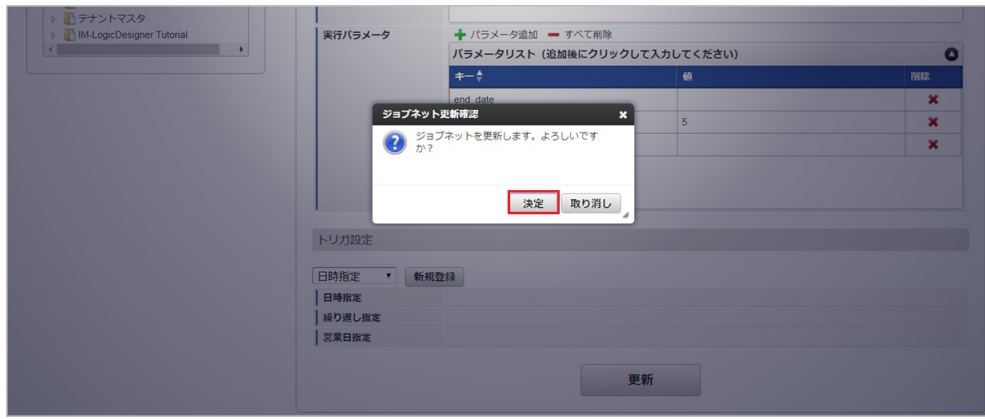 テナントマスタ
IM-LogicDesigner Tutorial
実行パラメータ
パラメータ追加 すべて削除
パラメータリスト（追加後にクリックして入力してください）
キー 値 削除
end_date
5
ジョブネット更新確認
ジョブネットを更新します。よろしいです
か？
決定 取り消し
トリガ設定
日時指定 新規登録
日時指定
繰り返し指定
営業日指定
更新